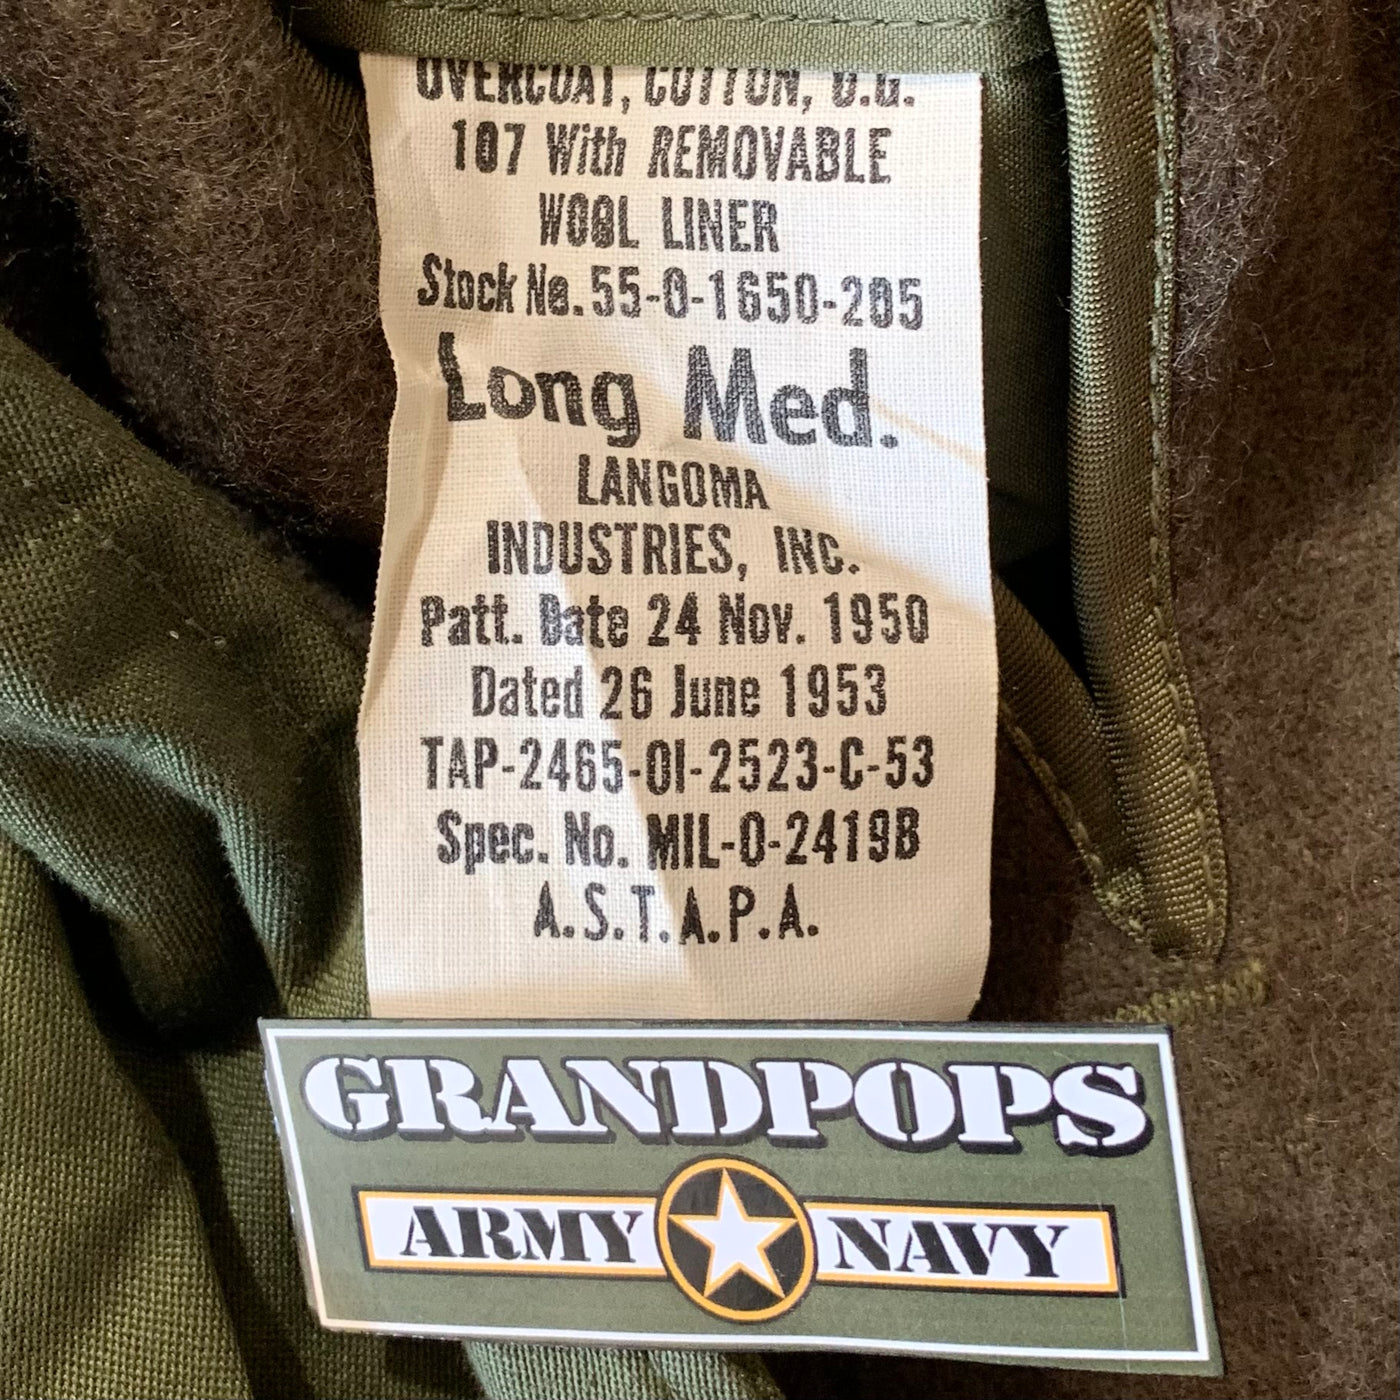 OVERCOAT, COTTON, O.G.
107 With REMOVABLE
WOOL LINER
Stock No. 55-O-1650-205
Long Med.
LANGOMA
INDUSTRIES, INC.
Patt. Date 24 Nov. 1950
Dated 26 June 1953
TAP-2465-OI-2523-C-53
Spec. No. MIL-O-2419B
A.S.T.A.P.A.
GRANDPOPS
ARMY NAVY